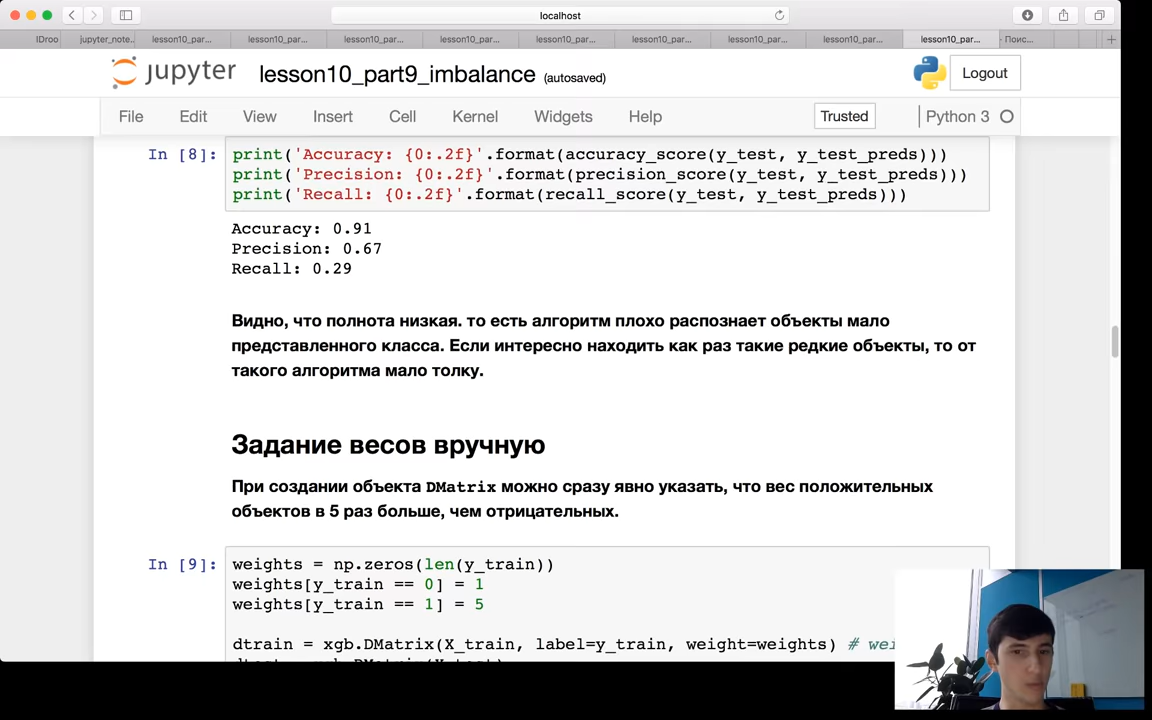 localhost
IDroo
jupyter_note...
lesson10_par...
lesson10_par...
lesson10_par...
lesson10_par...
lesson10_par...
lesson10_par...
lesson10_par...
lesson10_par...
lesson10_par...
Поис...
jupyter lesson10_part9_imbalance (autosaved)
Logout
File Edit View Insert Cell Kernel Widgets Help
Trusted
Python 3
In [8]: print('Accuracy: {0:.2f}'.format(accuracy_score(y_test, y_test_preds)))
print('Precision: {0:.2f}'.format(precision_score(y_test, y_test_preds)))
print('Recall: {0:.2f}'.format(recall_score(y_test, y_test_preds)))
Accuracy: 0.91
Precision: 0.67
Recall: 0.29
Видно, что полнота низкая. то есть алгоритм плохо распознает объекты мало
представленного класса. Если интересно находить как раз такие редкие объекты, то от
такого алгоритма мало толку.
Задание весов вручную
При создании объекта DMatrix можно сразу явно указать, что вес положительных
объектов в 5 раз больше, чем отрицательных.
In [9]: weights = np.zeros(len(y_train))
weights[y_train == 0] = 1
weights[y_train == 1] = 5
dtrain = xgb.DMatrix(X_train, label=y_train, weight=weights) # wei